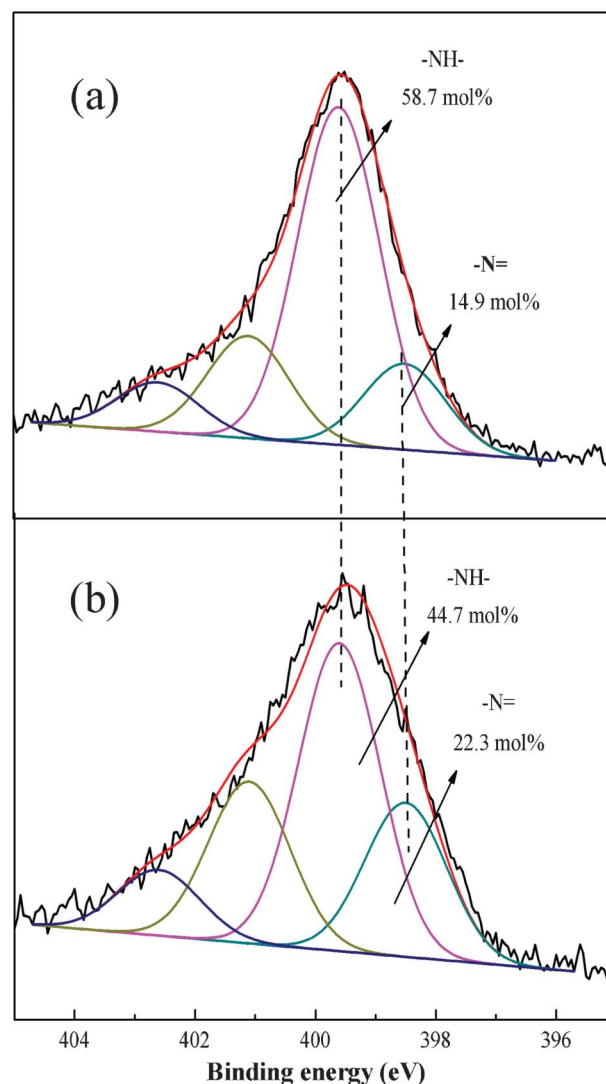 (a)
-NH-
58.7 mol%
-N=
14.9 mol%
(b)
-NH-
44.7 mol%
-N=
22.3 mol%
404 402 400 398 396
Binding energy (eV)